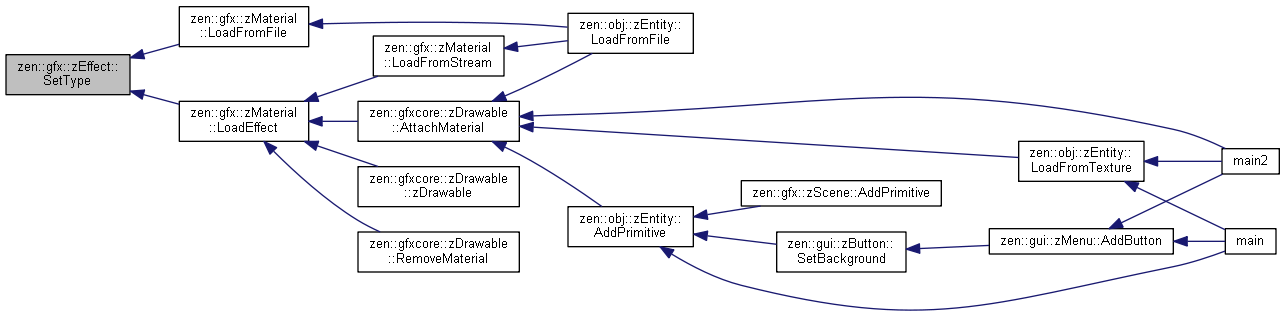 zen::gfx::zEffect::
SetType
zen::gfx::zMaterial
::LoadFromFile
zen::gfx::zMaterial
::LoadEffect
zen::gfx::zMaterial
::LoadFromStream
zen::gfxcore::zDrawable
::AttachMaterial
zen::gfxcore::zDrawable
::zDrawable
zen::gfxcore::zDrawable
::RemoveMaterial
zen::obj::zEntity::
LoadFromFile
zen::obj::zEntity::
AddPrimitive
zen::gfx::zScene::AddPrimitive
zen::gui::zButton::
SetBackground
zen::obj::zEntity::
LoadFromTexture
zen::gui::zMenu::AddButton
main2
main